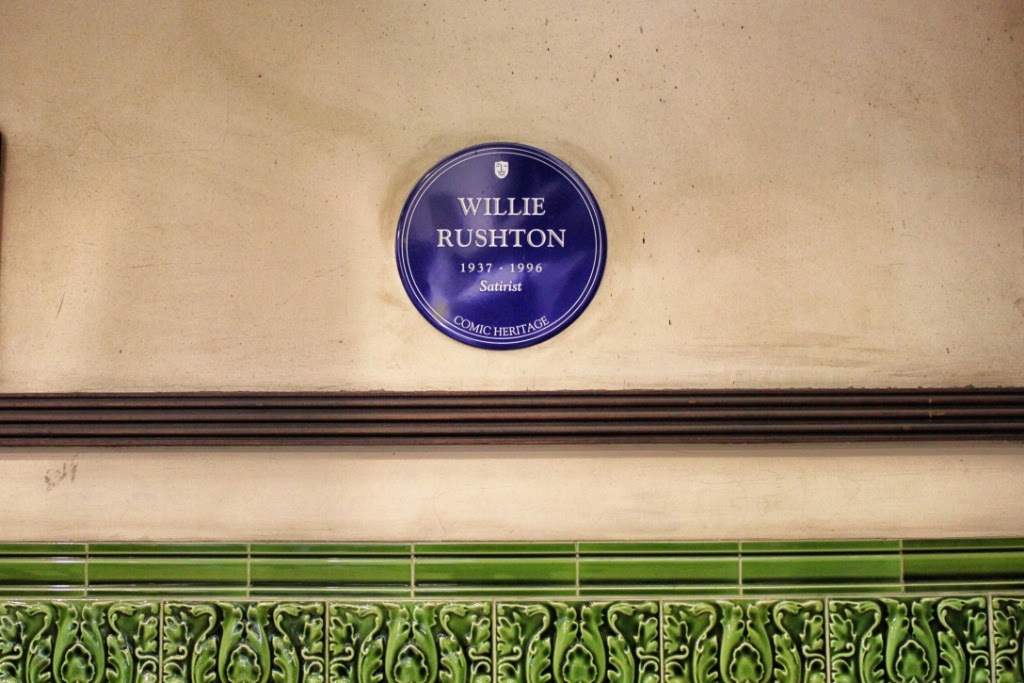 WILLIE
RUSHTON
1937 - 1996
Satirist
COMIC HERITAGE